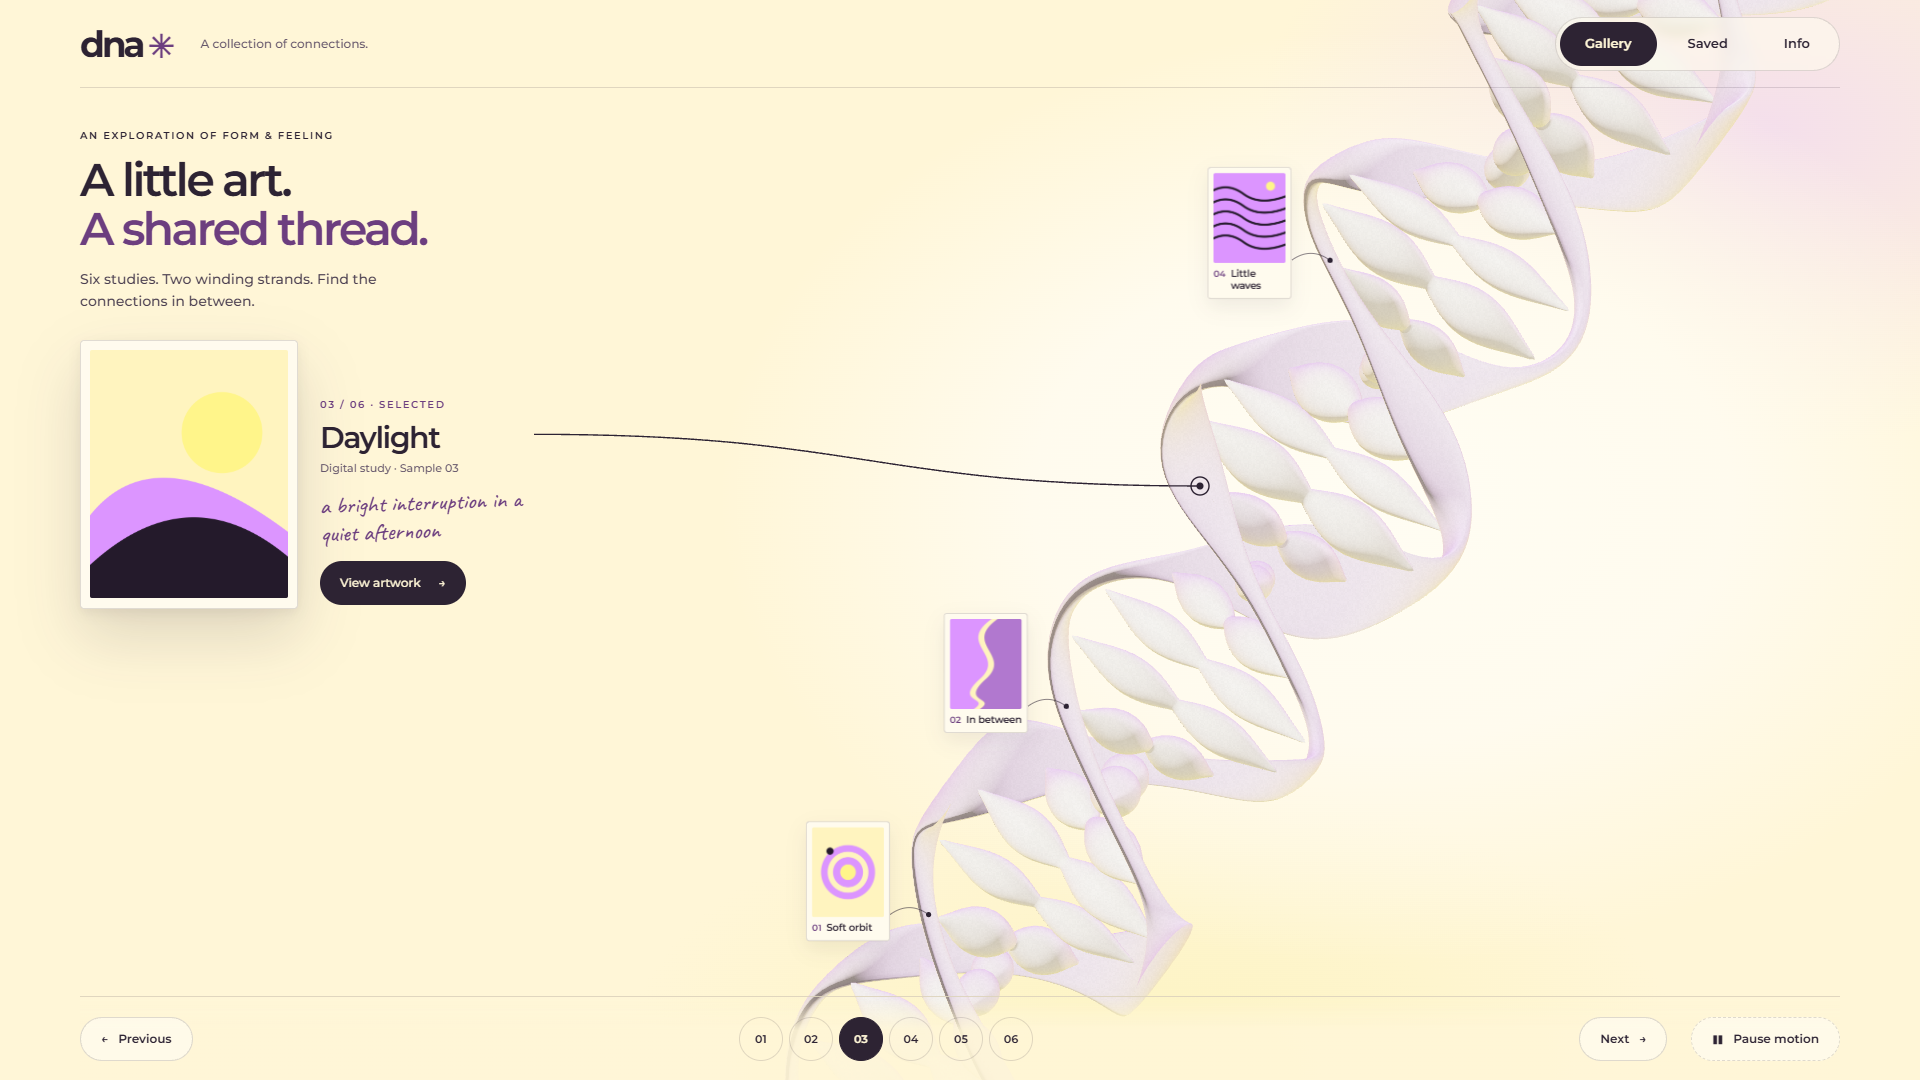 dna
A collection of connections.
Gallery
Saved
Info
AN EXPLORATION OF FORM & FEELING
A little art.
A shared thread.
Six studies. Two winding strands. Find the
connections in between.
04 Little
waves
03 / 06 · SELECTED
Daylight
Digital study · Sample 03
a bright interruption in a
quiet afternoon
View artwork →
02 In between
01 Soft orbit
← Previous
01
02
03
04
05
06
Next →
Pause motion